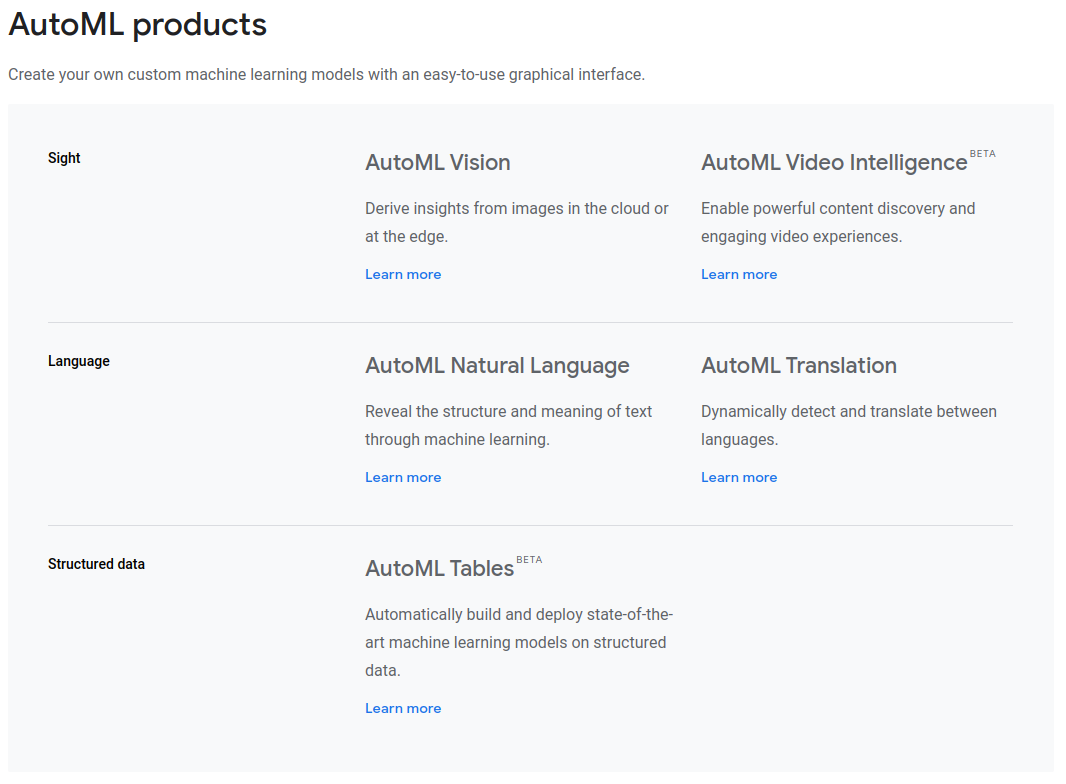 AutoML products
Create your own custom machine learning models with an easy-to-use graphical interface.
Sight
AutoML Vision
Derive insights from images in the cloud or
at the edge.
Learn more
AutoML Video Intelligence BETA
Enable powerful content discovery and
engaging video experiences.
Learn more
Language
AutoML Natural Language
Reveal the structure and meaning of text
through machine learning.
Learn more
AutoML Translation
Dynamically detect and translate between
languages.
Learn more
Structured data
AutoML Tables BETA
Automatically build and deploy state-of-the-
art machine learning models on structured
data.
Learn more